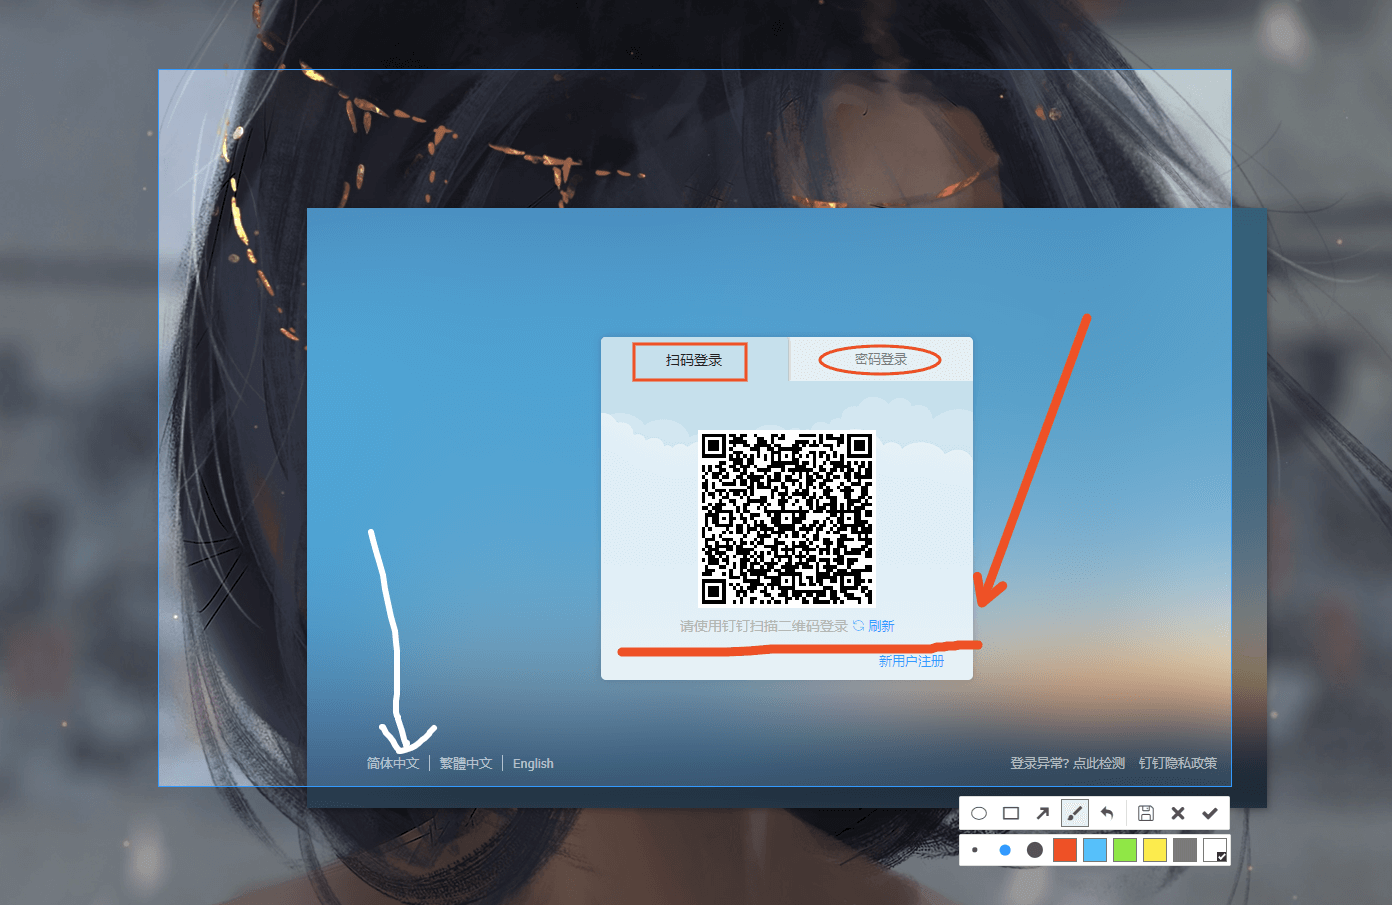 扫码登录
密码登录
请使用钉钉扫描二维码登录 刷新
新用户注册
简体中文 繁體中文 English
登录异常? 点此检测 钉钉隐私政策